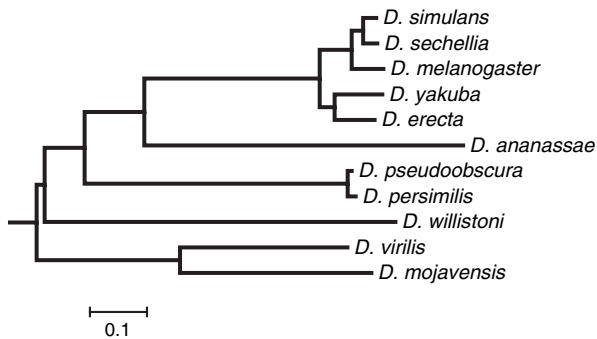 D. simulans
D. sechellia
D. melanogaster
D. yakuba
D. erecta
D. ananassae
D. pseudoobscura
D. persimilis
D. willistoni
D. virilis
D. mojavensis
0.1